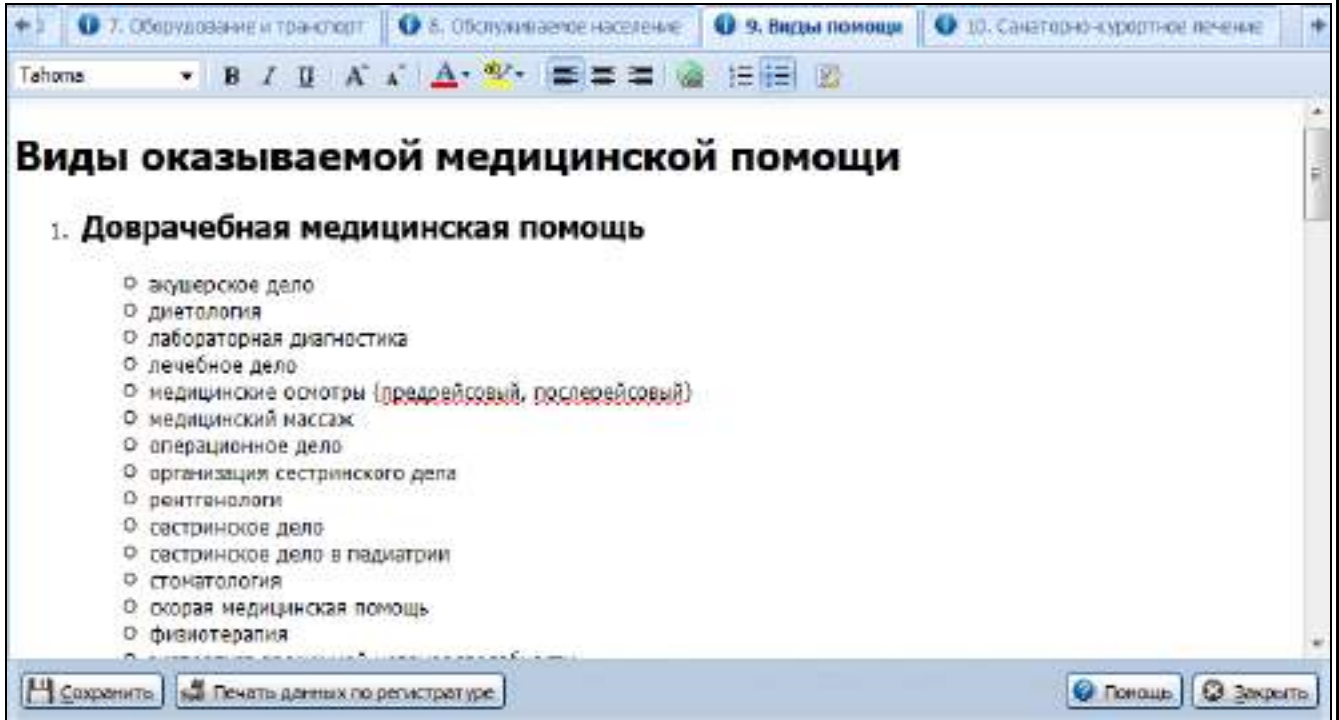 7. Оборудование и транспорт
8. Обслуживаемое население
9. Виды помощи
10. Санаторно-курортное лечение
Tahoma
Виды оказываемой медицинской помощи
1. Доврачебная медицинская помощь
акушерское дело
диетология
лабораторная диагностика
лечебное дело
медицинские осмотры (предрейсовый, послерейсовый)
медицинский массаж
операционное дело
организация сестринского дела
рентгенологи
сестринское дело
сестринское дело в педиатрии
стоматология
скорая медицинская помощь
физиотерапия
Сохранить
Печать данных по регистратуре
Помощь
Закрыть